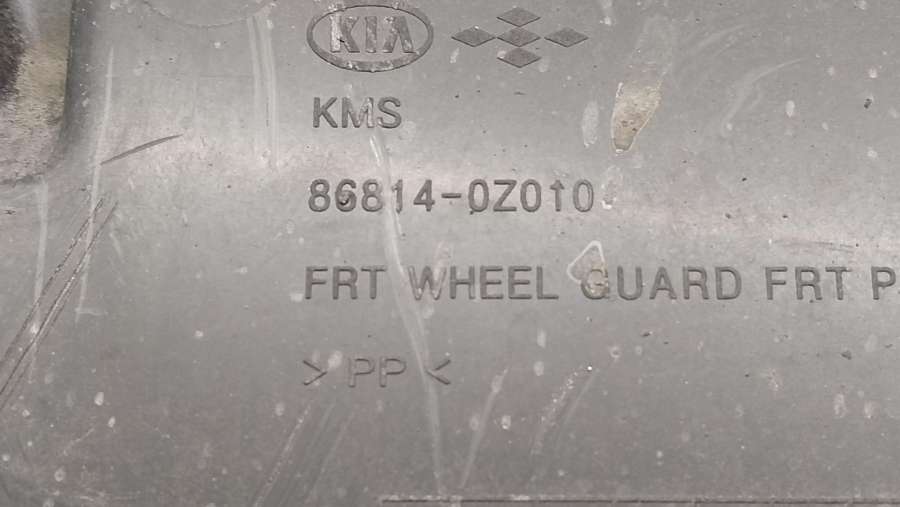 KIA
KMS
86814-0Z010
FRT WHEEL GUARD FRT P
> PP <